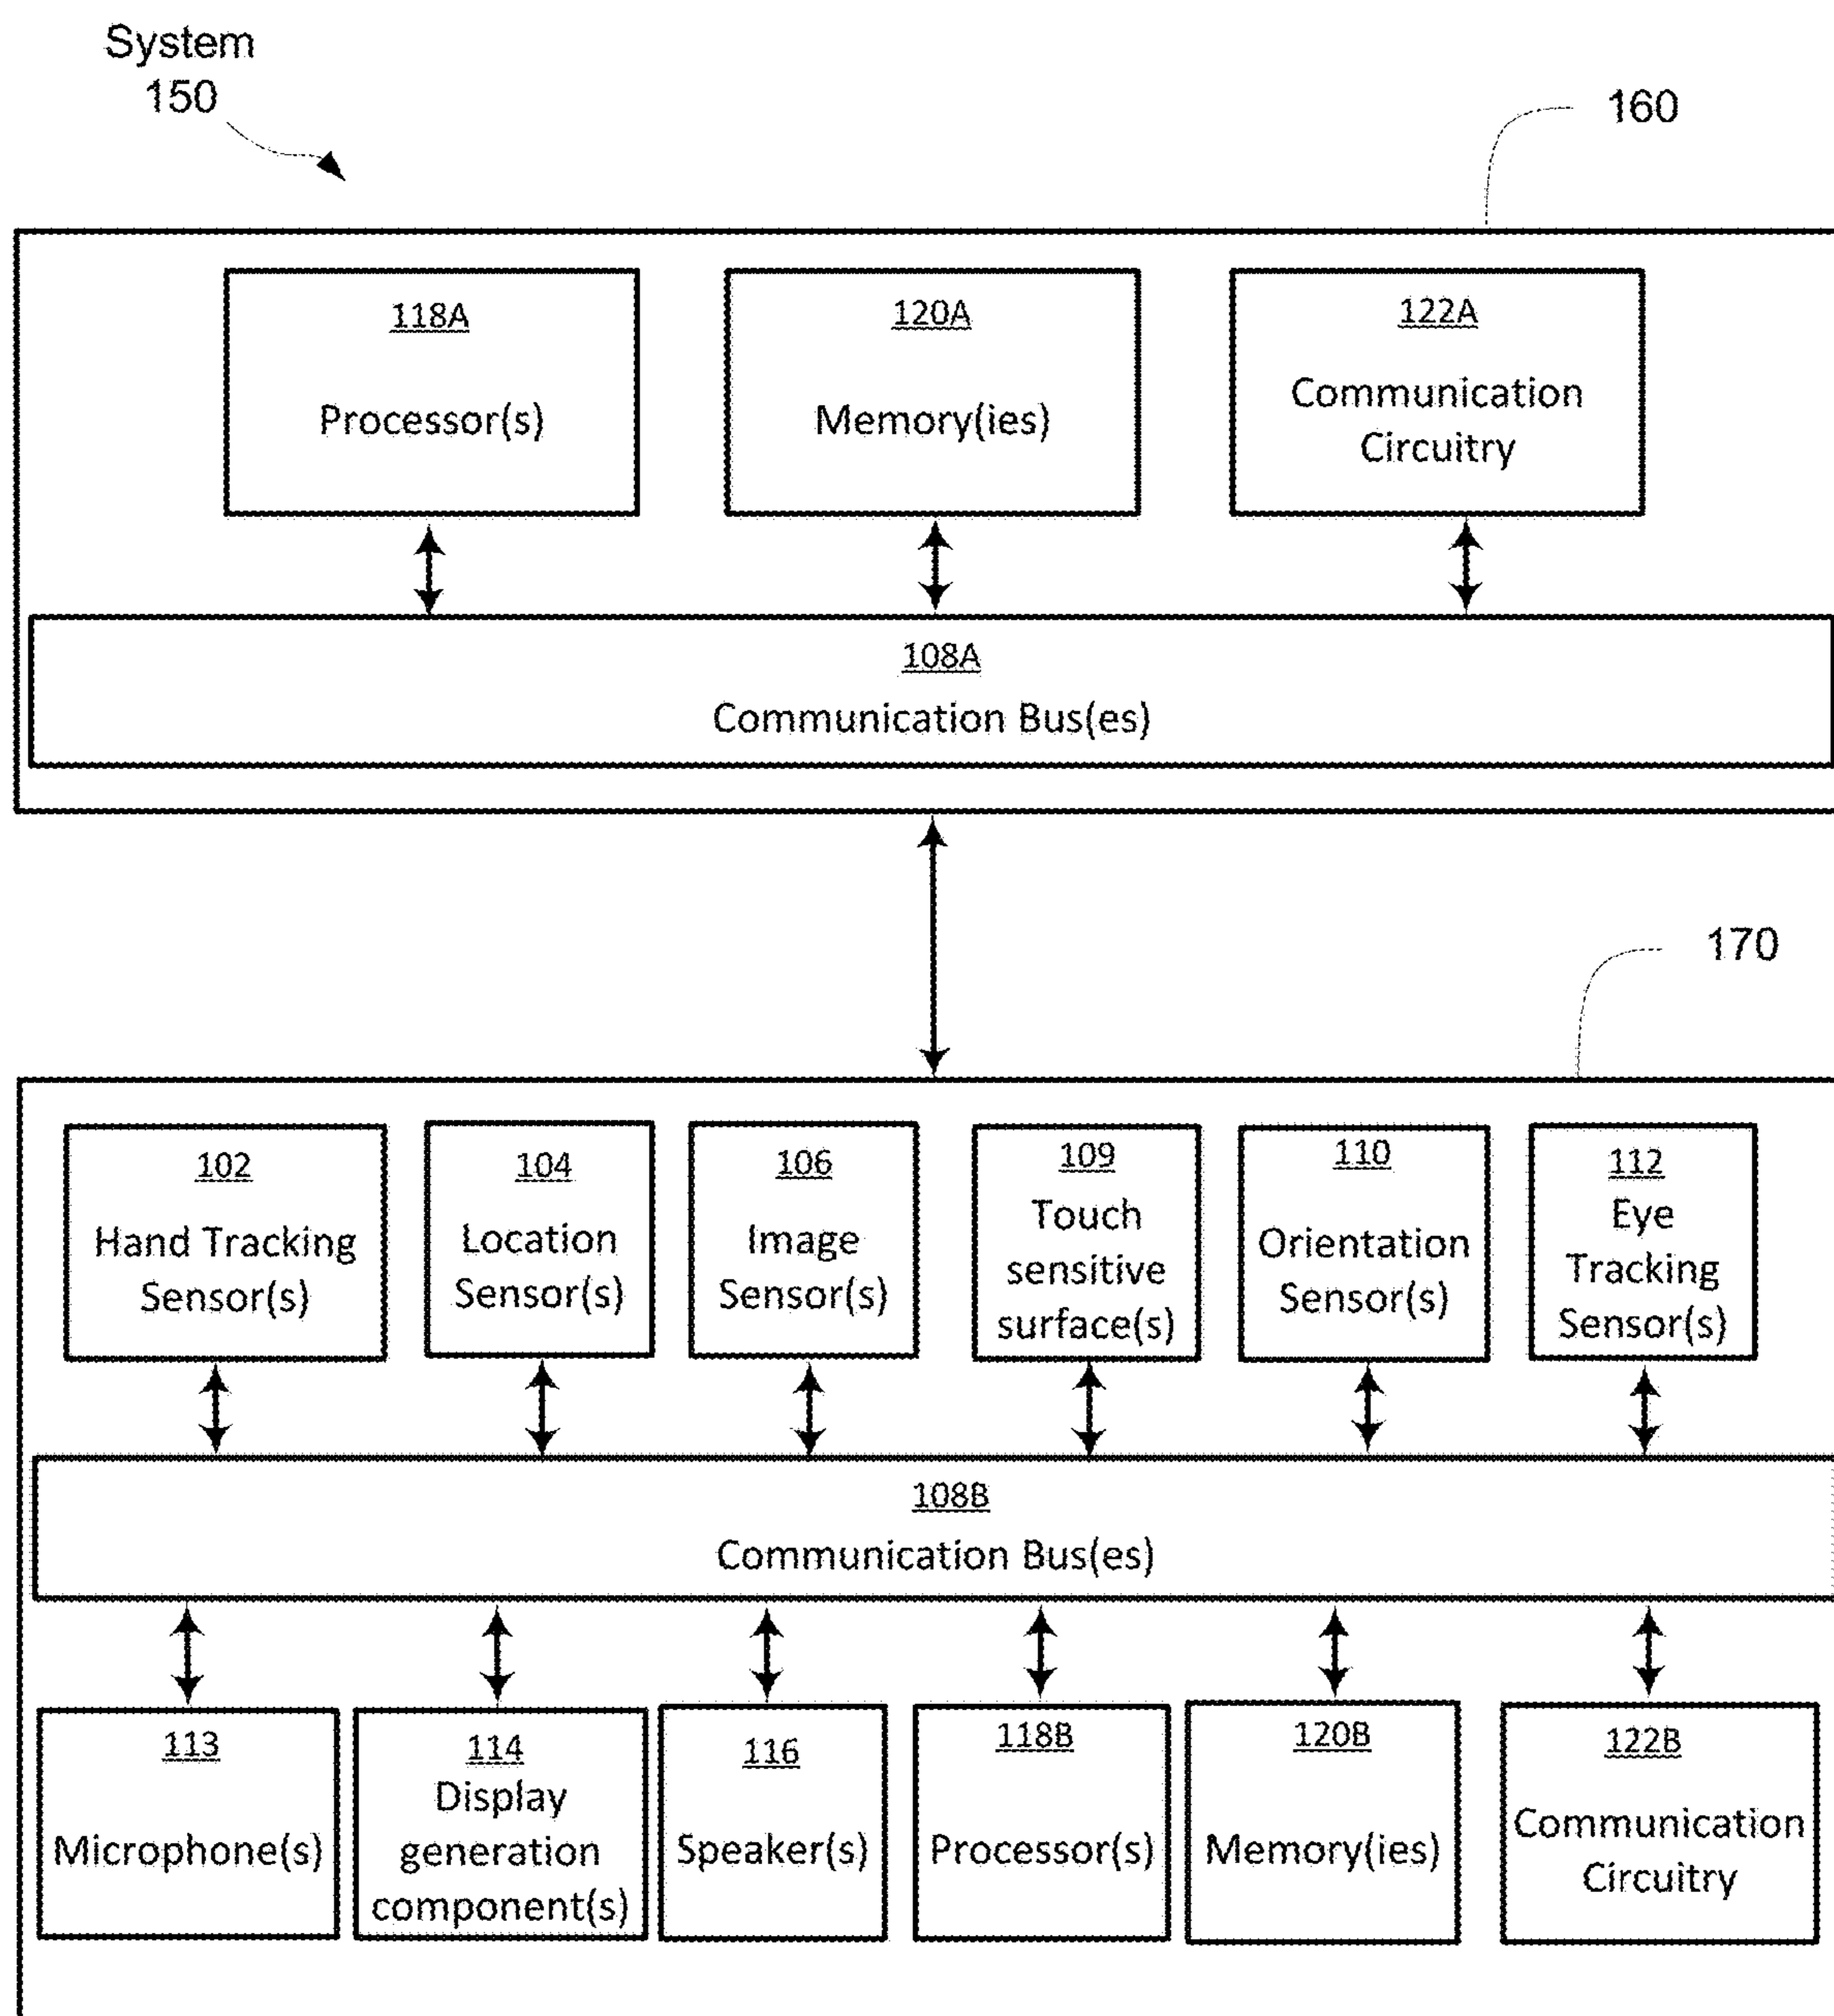 System
150
160
118A
Processor(s)
120A
Memory(ies)
122A
Communication
Circuitry
108A
Communication Bus(es)
170
102
Hand Tracking
Sensor(s)
104
Location
Sensor(s)
106
Image
Sensor(s)
109
Touch
sensitive
surface(s)
110
Orientation
Sensor(s)
112
Eye
Tracking
Sensor(s)
108B
Communication Bus(es)
113
Microphone(s)
114
Display
generation
component(s)
116
Speaker(s)
118B
Processor(s)
120B
Memory(ies)
122B
Communication
Circuitry